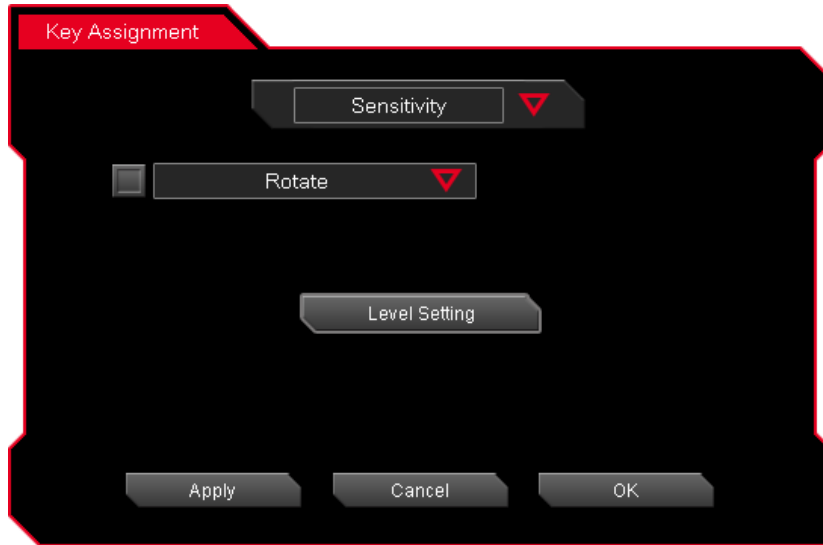 Key Assignment
Sensitivity
Rotate
Level Setting
Apply Cancel OK